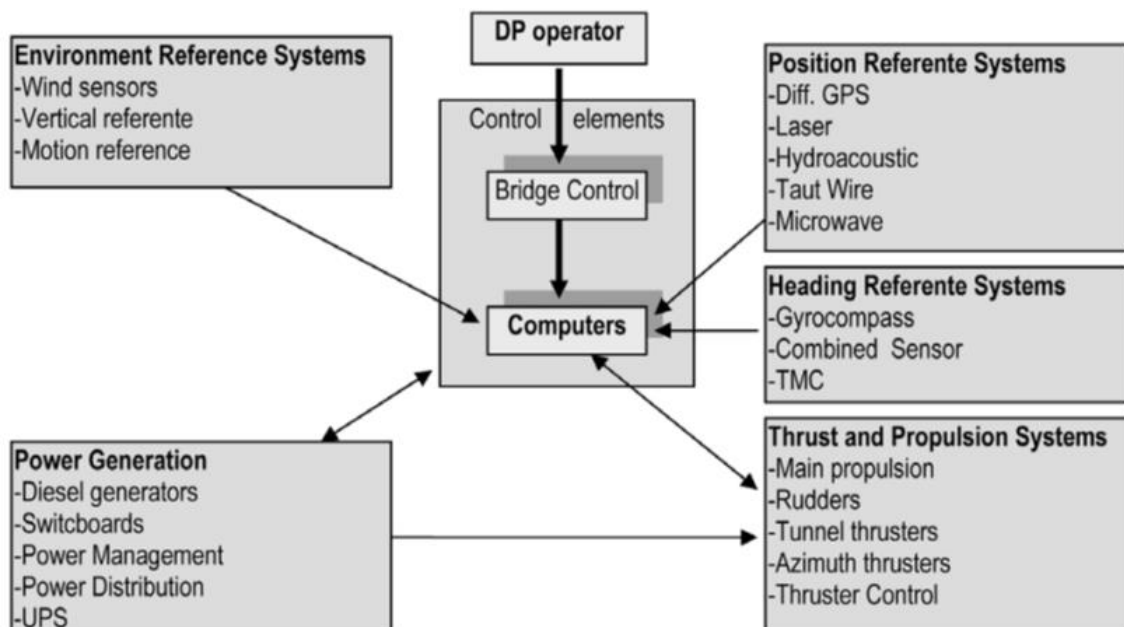 DP operator
Environment Reference Systems
-Wind sensors
-Vertical referente
-Motion reference
Control elements
Bridge Control
Computers
Position Referente Systems
-Diff. GPS
-Laser
-Hydroacoustic
-Taut Wire
-Microwave
Heading Referente Systems
-Gyrocompass
-Combined Sensor
-TMC
Power Generation
-Diesel generators
-Switcboards
-Power Management
-Power Distribution
-UPS
Thrust and Propulsion Systems
-Main propulsion
-Rudders
-Tunnel thrusters
-Azimuth thrusters
-Thruster Control